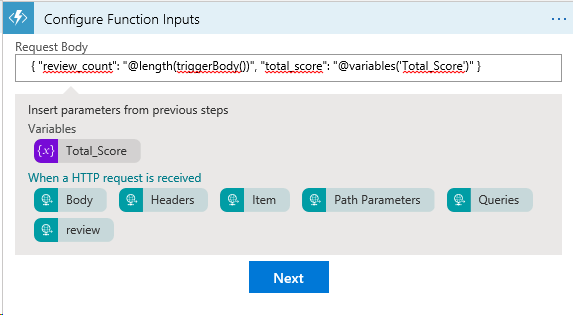 Configure Function Inputs ...
Request Body
{ "review_count": "@length(triggerBody())", "total_score": "@variables('Total_Score')" }
Insert parameters from previous steps
Variables
{x} Total_Score
When a HTTP request is received
Body Headers Item Path Parameters Queries
review
Next